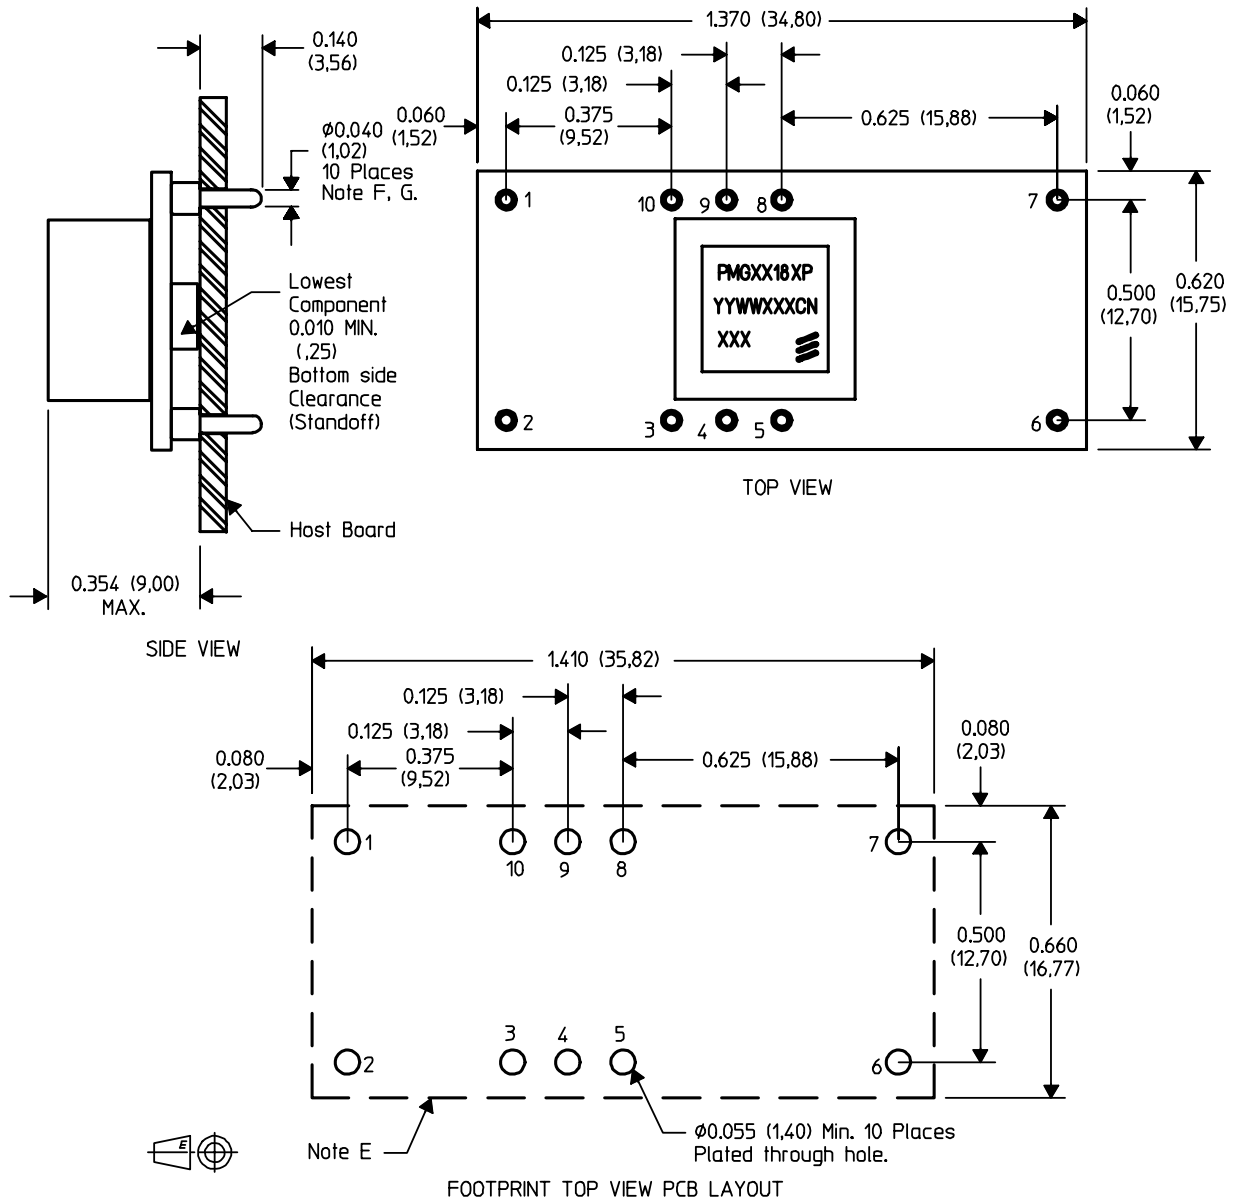 0.140
(3,56)
Ø0.040
(1,02)
10 Places
Note F, G.
Lowest
Component
0.010 MIN.
(,25)
Bottom side
Clearance
(Standoff)
Host Board
0.354 (9,00)
MAX.
SIDE VIEW
1.370 (34,80)
0.125 (3,18)
0.125 (3,18)
0.060
(1,52)
0.375
(9,52)
0.625 (15,88)
0.060
(1,52)
1
10
9
8
7
PMGXX18XP
YYWWXXXCN
XXX
0.500
(12,70)
0.620
(15,75)
2
3
4
5
6
TOP VIEW
1.410 (35,82)
0.125 (3,18)
0.125 (3,18)
0.080
(2,03)
0.375
(9,52)
0.625 (15,88)
0.080
(2,03)
1
10
9
8
7
0.500
(12,70)
0.660
(16,77)
2
3
4
5
6
E
Note E
Ø0.055 (1,40) Min. 10 Places
Plated through hole.
FOOTPRINT TOP VIEW PCB LAYOUT